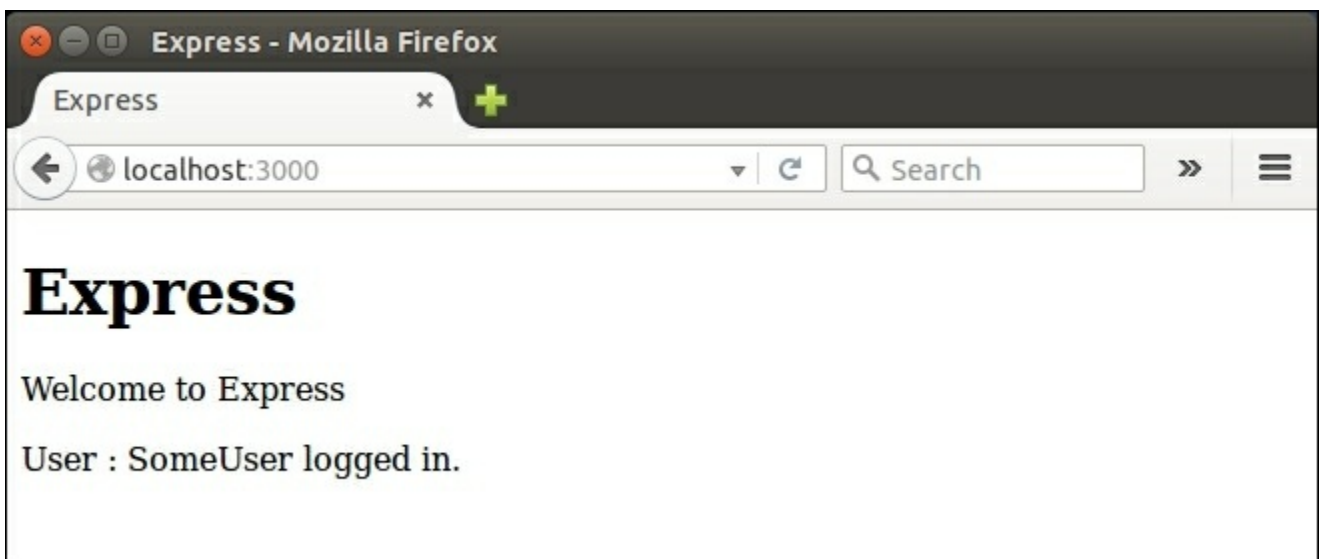 Express - Mozilla Firefox
Express
localhost:3000
Search
Express
Welcome to Express
User : SomeUser logged in.